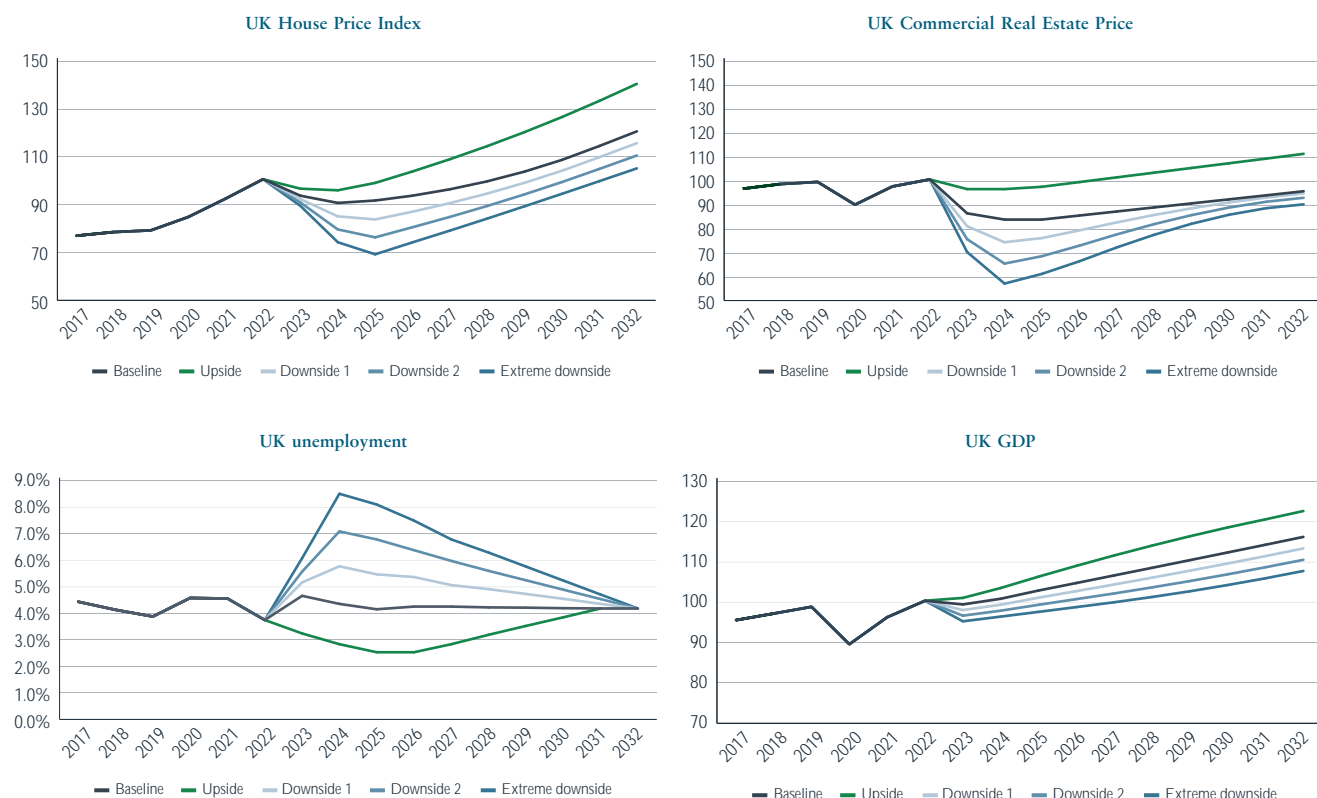 UK House Price Index
150
130
110
90
70
50
2017 2018 2019 2020 2021 2022 2023 2024 2025 2026 2027 2028 2029 2030 2031 2032
Baseline Upside Downside 1 Downside 2 Extreme downside
UK Commercial Real Estate Price
150
140
130
120
110
100
90
80
70
60
50
2017 2018 2019 2020 2021 2022 2023 2024 2025 2026 2027 2028 2029 2030 2031 2032
Baseline Upside Downside 1 Downside 2 Extreme downside
UK unemployment
9.0%
8.0%
7.0%
6.0%
5.0%
4.0%
3.0%
2.0%
1.0%
0.0%
2017 2018 2019 2020 2021 2022 2023 2024 2025 2026 2027 2028 2029 2030 2031 2032
Baseline Upside Downside 1 Downside 2 Extreme downside
UK GDP
130
120
110
100
90
80
70
2017 2018 2019 2020 2021 2022 2023 2024 2025 2026 2027 2028 2029 2030 2031 2032
Baseline Upside Downside 1 Downside 2 Extreme downside